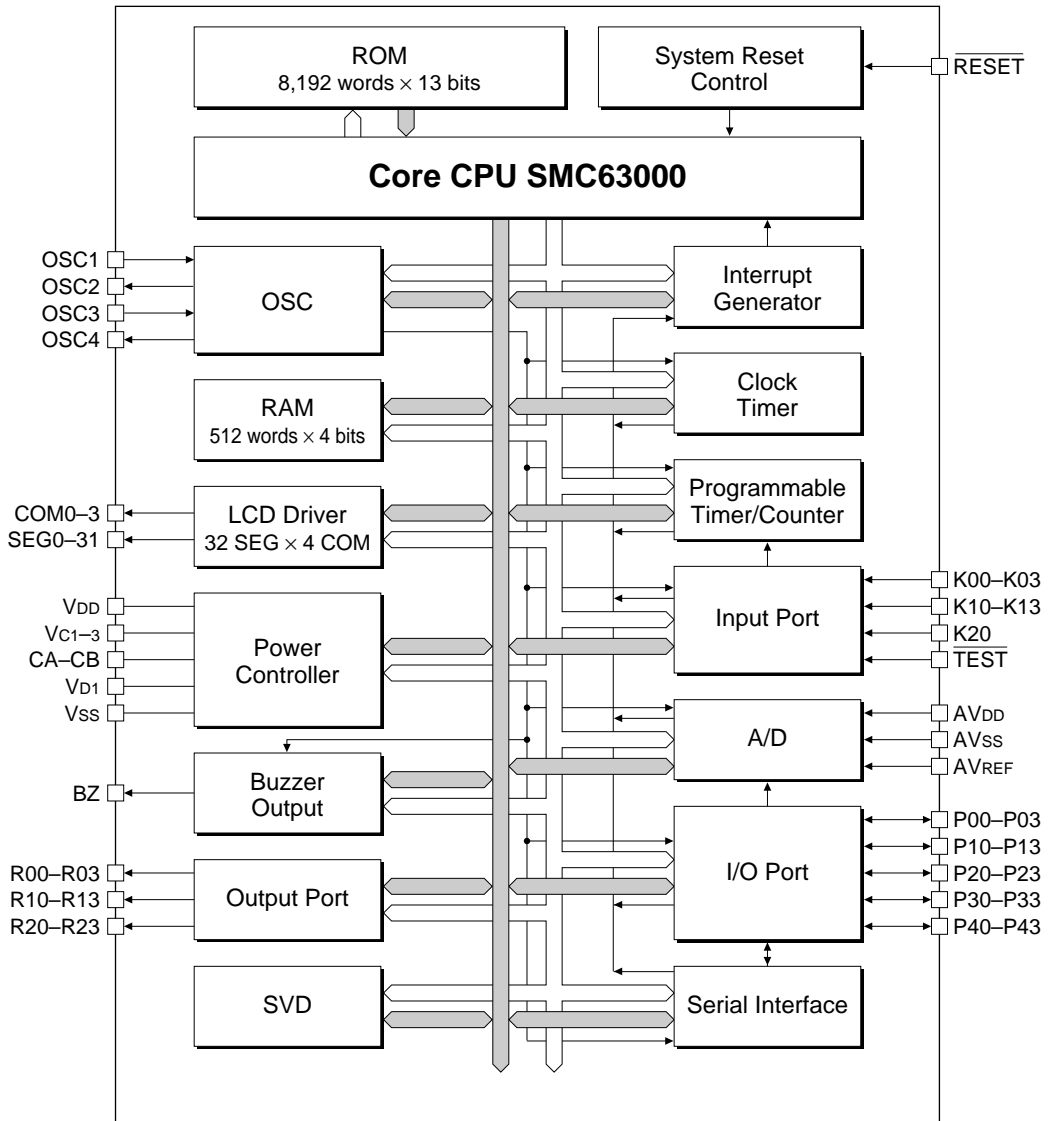 ROM
8,192 words × 13 bits
System Reset
Control
RESET
Core CPU SMC63000
OSC1
OSC2
OSC3
OSC4
OSC
Interrupt
Generator
RAM
512 words × 4 bits
Clock
Timer
COM0–3
SEG0–31
LCD Driver
32 SEG × 4 COM
Programmable
Timer/Counter
VDD
VC1–3
CA–CB
VD1
VSS
Power
Controller
Input Port
K00–K03
K10–K13
K20
TEST
A/D
AVDD
AVSS
AVREF
BZ
Buzzer
Output
R00–R03
R10–R13
R20–R23
Output Port
I/O Port
P00–P03
P10–P13
P20–P23
P30–P33
P40–P43
SVD
Serial Interface